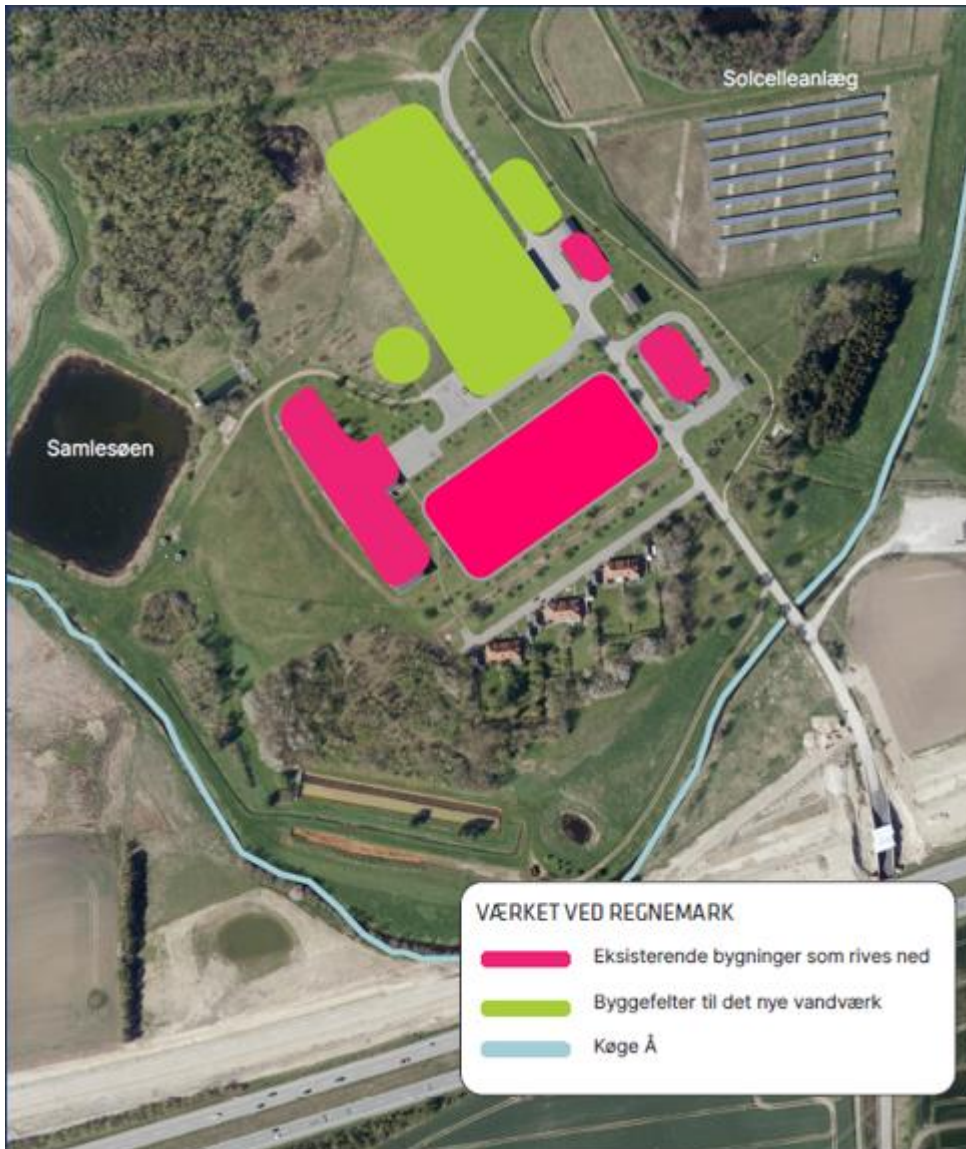 Solcelleanlæg
Samlesøen
VÆRKET VED REGNEMARK
Eksisterende bygninger som rives ned
Byggefelter til det nye vandværk
Køge Å